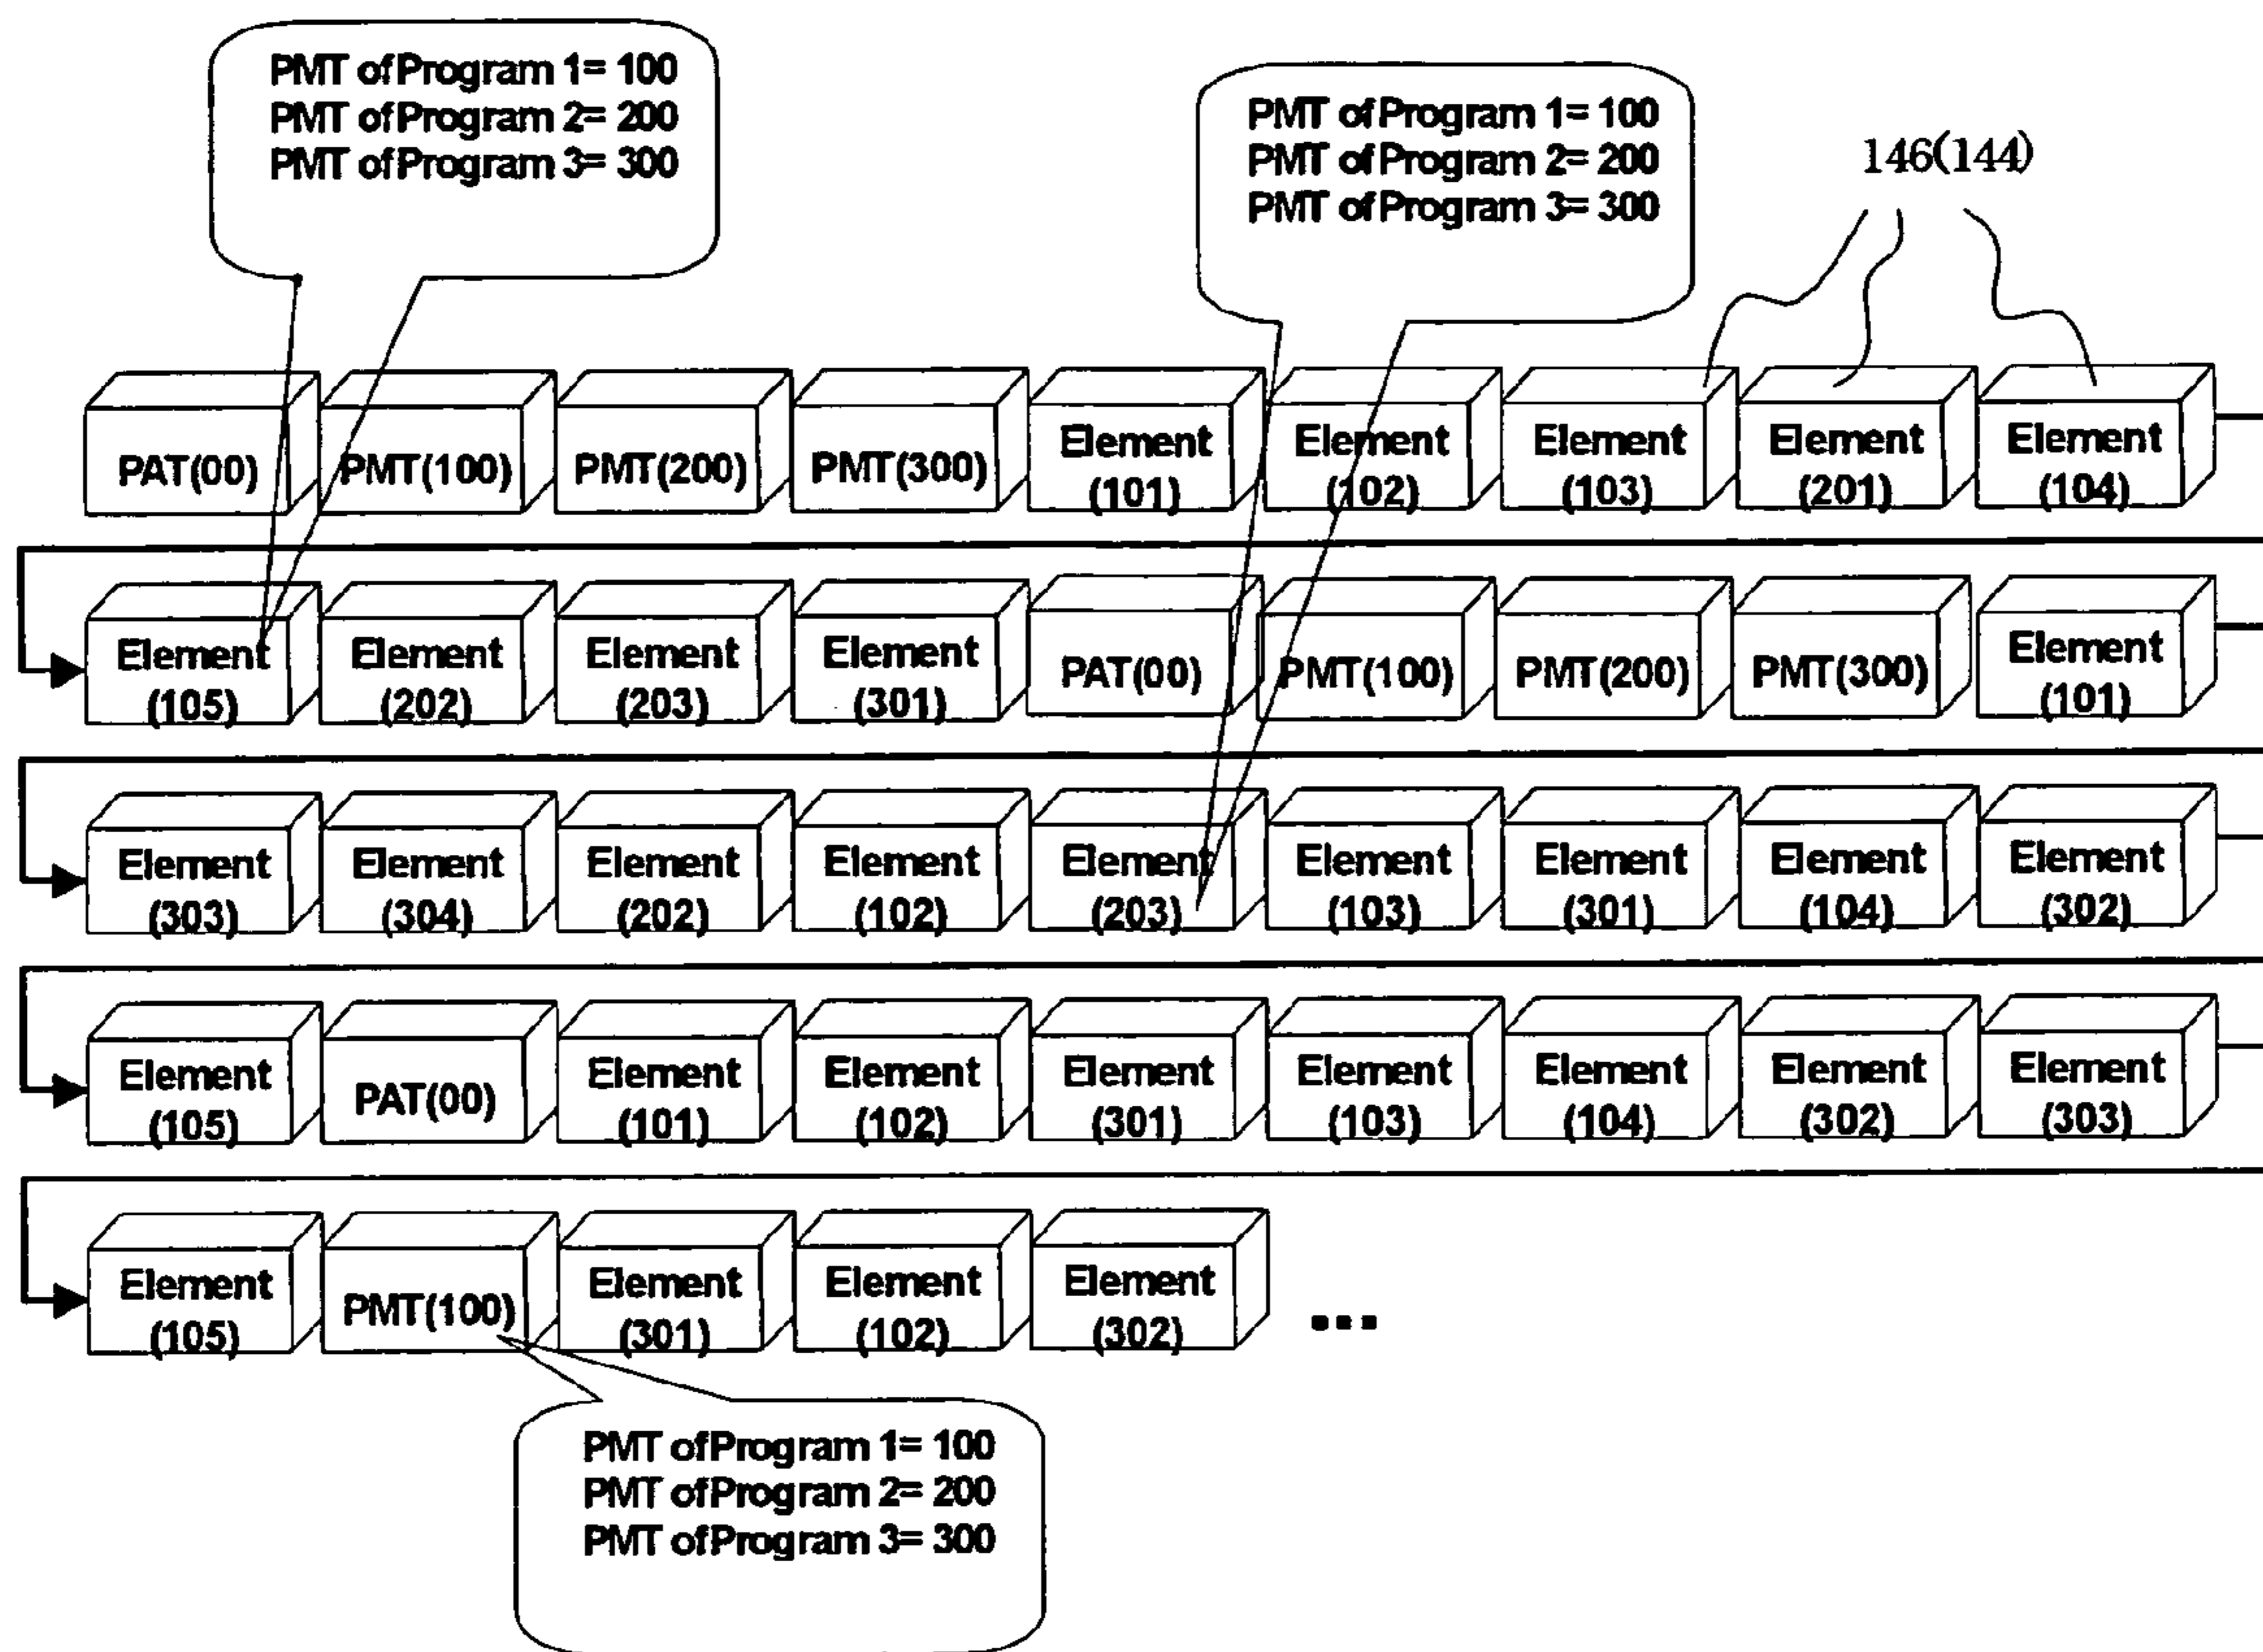 PMT of Program 1= 100
PMT of Program 2= 200
PMT of Program 3= 300
PMT of Program 1= 100
PMT of Program 2= 200
PMT of Program 3= 300
146(144)
PAT(00)
PMT(100)
PMT(200)
PMT(300)
Element
(101)
Element
(102)
Element
(103)
Element
(201)
Element
(104)
Element
(105)
Element
(202)
Element
(203)
Element
(301)
PAT(00)
PMT(100)
PMT(200)
PMT(300)
Element
(101)
Element
(303)
Element
(304)
Element
(202)
Element
(102)
Element
(203)
Element
(103)
Element
(301)
Element
(104)
Element
(302)
Element
(105)
PAT(00)
Element
(101)
Element
(102)
Element
(301)
Element
(103)
Element
(104)
Element
(302)
Element
(303)
Element
(105)
PMT(100)
Element
(301)
Element
(102)
Element
(302)
...
PMT of Program 1= 100
PMT of Program 2= 200
PMT of Program 3= 300